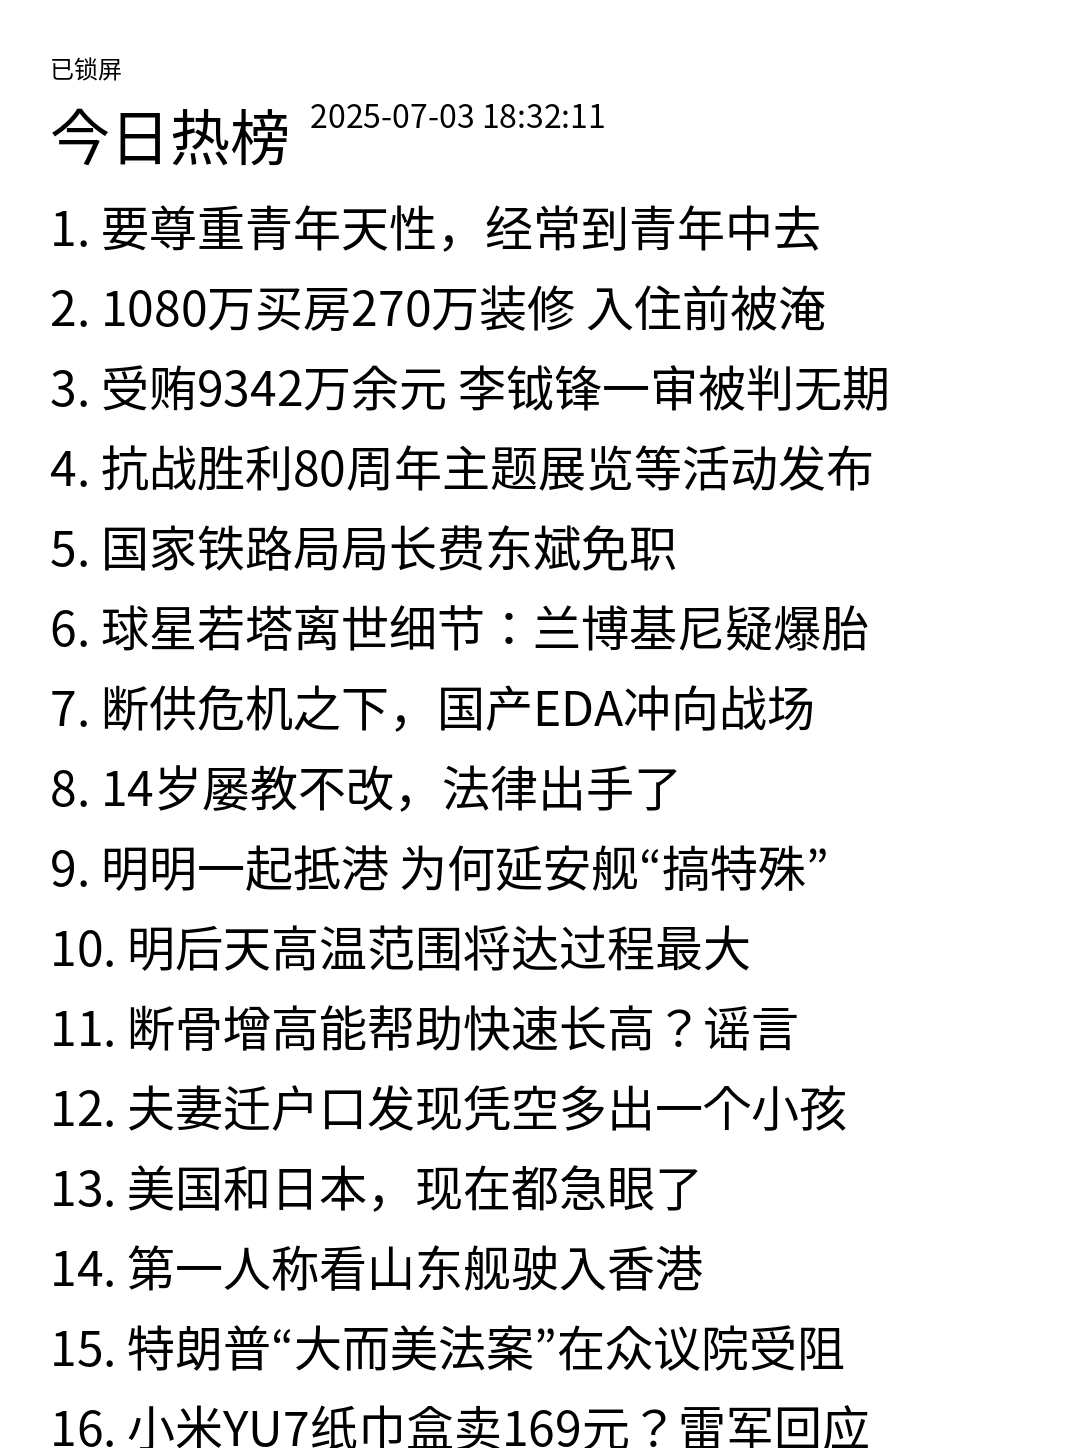 已锁屏
今日热榜 2025-07-03 18:32:11
1. 要尊重青年天性，经常到青年中去
2. 1080万买房270万装修 入住前被淹
3. 受贿9342万余元 李钺锋一审被判无期
4. 抗战胜利80周年主题展览等活动发布
5. 国家铁路局局长费东斌免职
6. 球星若塔离世细节：兰博基尼疑爆胎
7. 断供危机之下，国产EDA冲向战场
8. 14岁屡教不改，法律出手了
9. 明明一起抵港 为何延安舰“搞特殊”
10. 明后天高温范围将达过程最大
11. 断骨增高能帮助快速长高？谣言
12. 夫妻迁户口发现凭空多出一个小孩
13. 美国和日本，现在都急眼了
14. 第一人称看山东舰驶入香港
15. 特朗普“大而美法案”在众议院受阻
16. 小米YU7纸巾盒卖169元？雷军回应